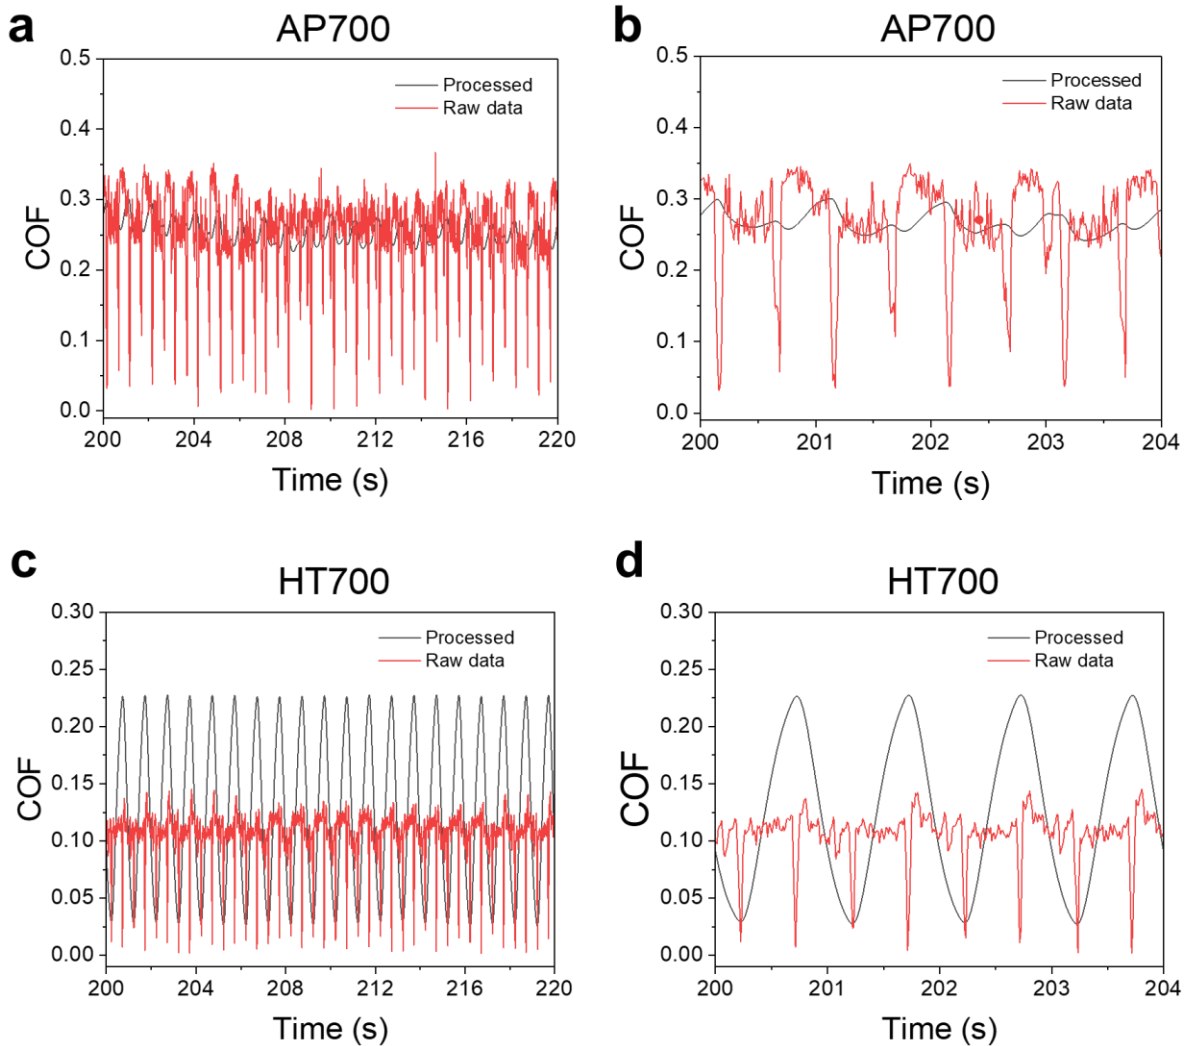 a
AP700
Processed
Raw data
0.5
0.4
0.3
0.2
0.1
0.0
COF
200
204
208
212
216
220
Time (s)
b
AP700
Processed
Raw data
0.5
0.4
0.3
0.2
0.1
0.0
COF
200
201
202
203
204
Time (s)
c
HT700
Processed
Raw data
0.30
0.25
0.20
0.15
0.10
0.05
0.00
COF
200
204
208
212
216
220
Time (s)
d
HT700
Processed
Raw data
0.30
0.25
0.20
0.15
0.10
0.05
0.00
COF
200
201
202
203
204
Time (s)